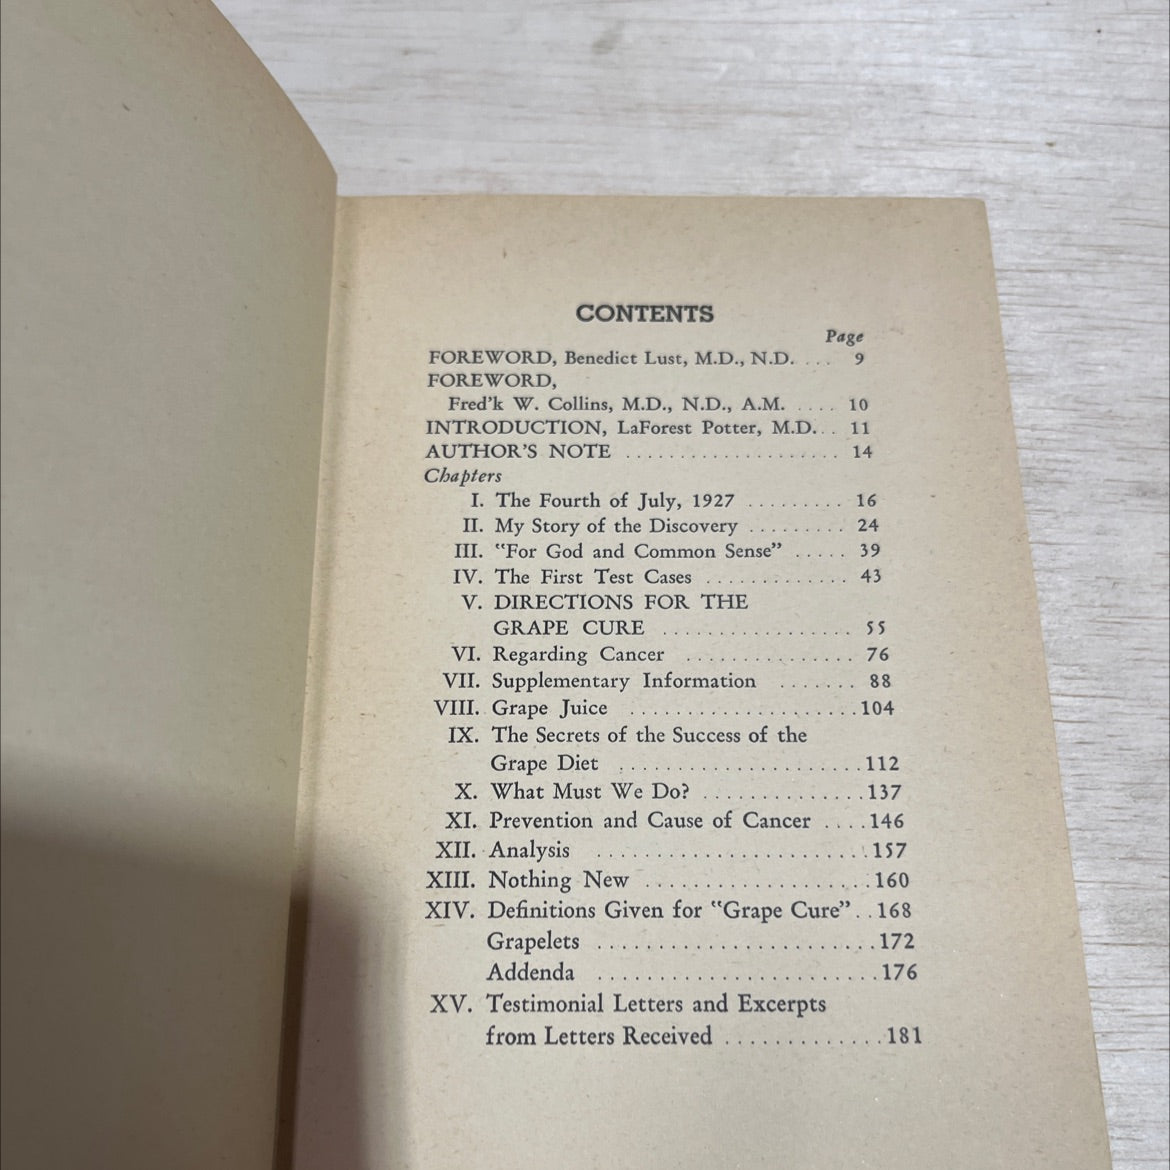 CONTENTS
Page
FOREWORD, Benedict Lust, M.D., N.D. .... 9
FOREWORD,
Fred'k W. Collins, M.D., N.D., A.M. .... 10
INTRODUCTION, LaForest Potter, M.D... 11
AUTHOR'S NOTE .................... 14
Chapters
I. The Fourth of July, 1927 ......... 16
II. My Story of the Discovery ......... 24
III. "For God and Common Sense" ..... 39
IV. The First Test Cases ............. 43
V. DIRECTIONS FOR THE
GRAPE CURE .................. 55
VI. Regarding Cancer ............... 76
VII. Supplementary Information ....... 88
VIII. Grape Juice .....................104
IX. The Secrets of the Success of the
Grape Diet ......................112
X. What Must We Do? ..............137
XI. Prevention and Cause of Cancer ....146
XII. Analysis .........................157
XIII. Nothing New ....................160
XIV. Definitions Given for "Grape Cure"..168
Grapelets .........................172
Addenda .........................176
XV. Testimonial Letters and Excerpts
from Letters Received .............181